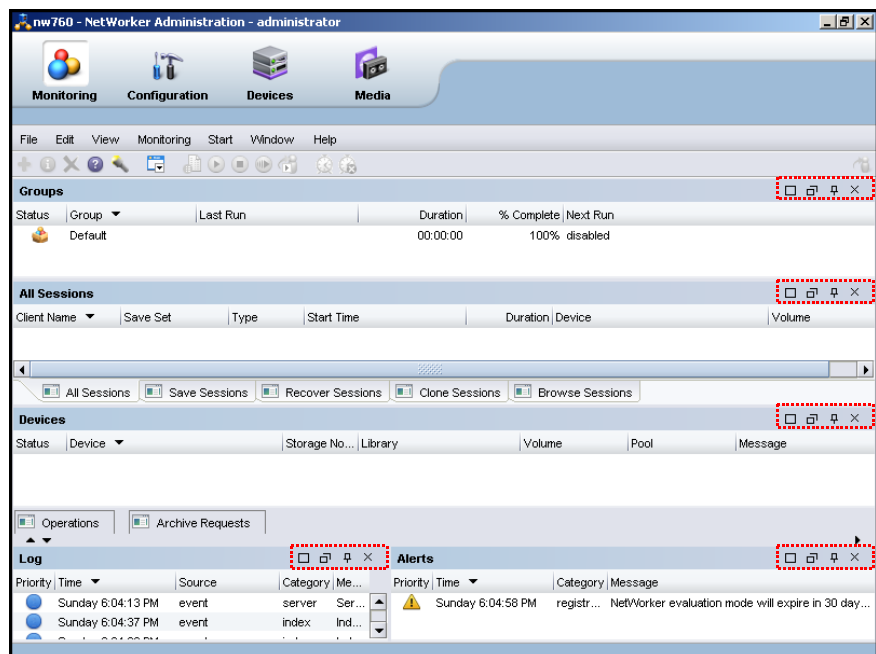 nw760 - NetWorker Administration - administrator
Monitoring Configuration Devices Media
File Edit View Monitoring Start Window Help
Groups
Status Group Last Run Duration % Complete Next Run
Default 00:00:00 100% disabled
All Sessions
Client Name Save Set Type Start Time Duration Device Volume
All Sessions Save Sessions Recover Sessions Clone Sessions Browse Sessions
Devices
Status Device Storage No... Library Volume Pool Message
Operations Archive Requests
Log
Priority Time Source Category Me...
Sunday 6:04:13 PM event server Ser...
Sunday 6:04:37 PM event index Ind...
Alerts
Priority Time Category Message
Sunday 6:04:58 PM registr... NetWorker evaluation mode will expire in 30 day...